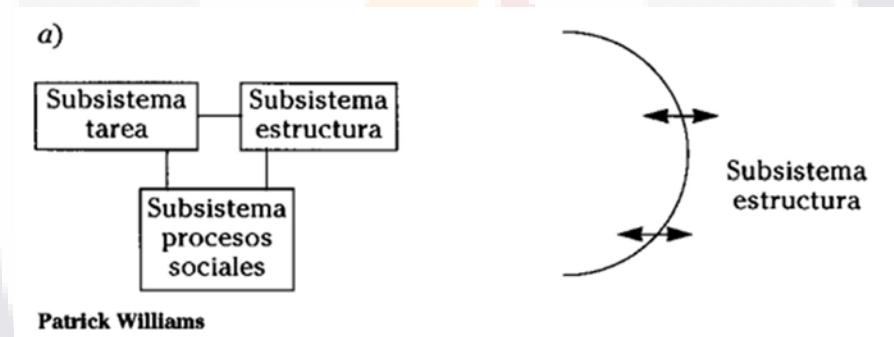 a)
Subsistema
tarea
Subsistema
estructura
Subsistema
procesos
sociales
Subsistema
estructura
Patrick Williams